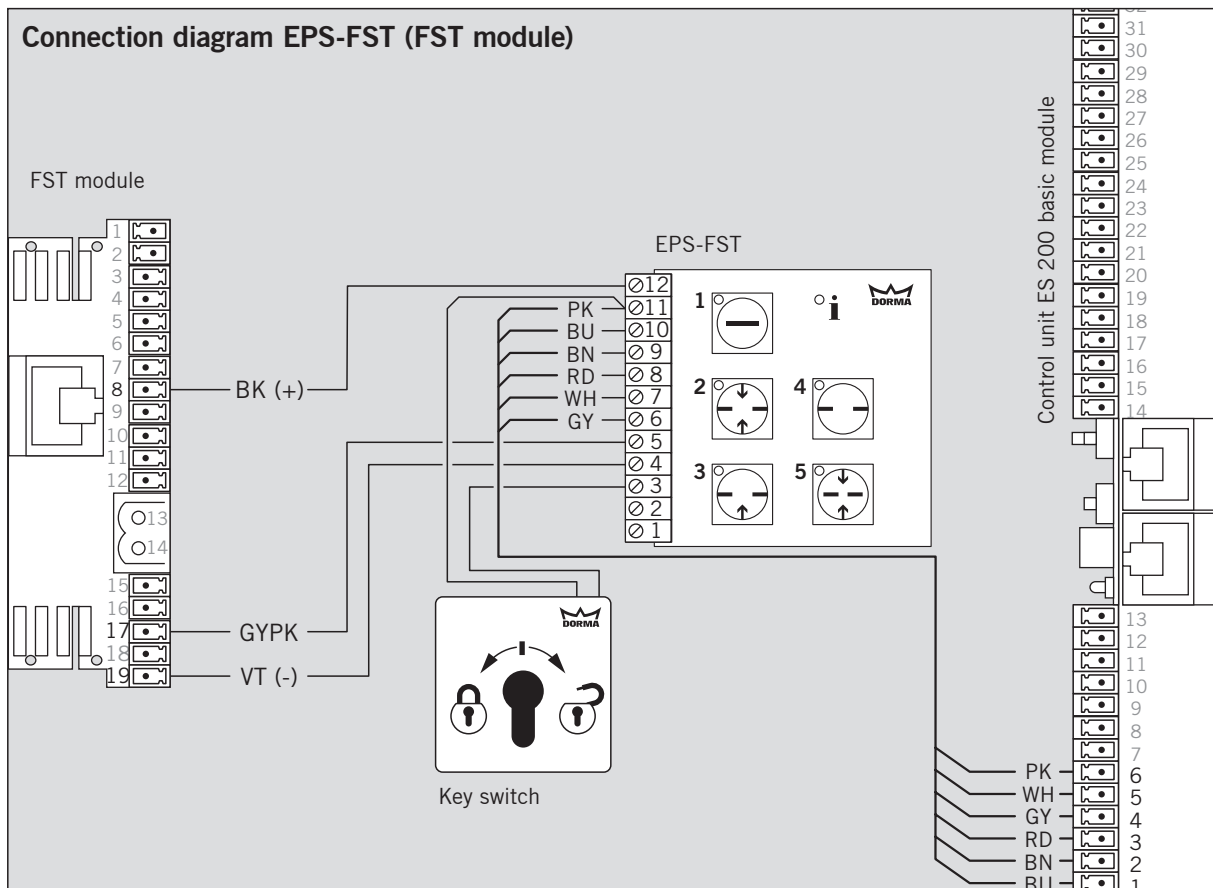 Connection diagram EPS-FST (FST module)
FST module
1
2
3
4
5
6
7
8
9
10
11
12
13
14
15
16
17
18
19
BK (+)
GYPK
VT (-)
EPS-FST
12
11
10
9
8
7
6
5
4
3
2
1
PK
BU
BN
RD
WH
GY
1
i
DORMA
2
4
3
5
DORMA
Key switch
Control unit ES 200 basic module
32
31
30
29
28
27
26
25
24
23
22
21
20
19
18
17
16
15
14
13
12
11
10
9
8
7
PK 6
WH 5
GY 4
RD 3
BN 2
BU 1